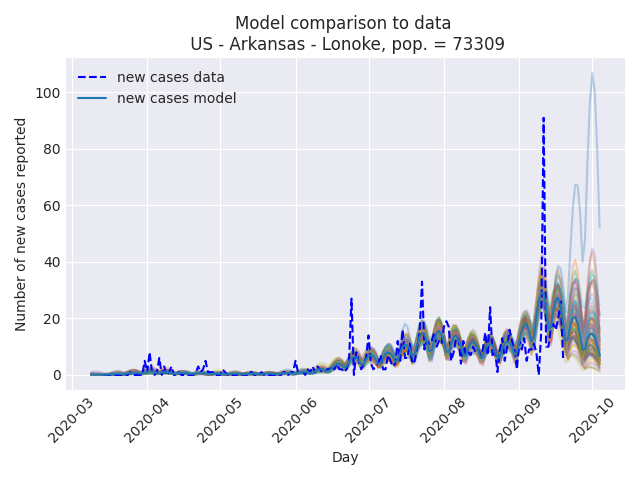 Model comparison to data
US - Arkansas - Lonoke, pop. = 73309
new cases data
new cases model
Number of new cases reported
100
80
60
40
20
0
2020-03
2020-04
2020-05
2020-06
2020-07
2020-08
2020-09
2020-10
Day